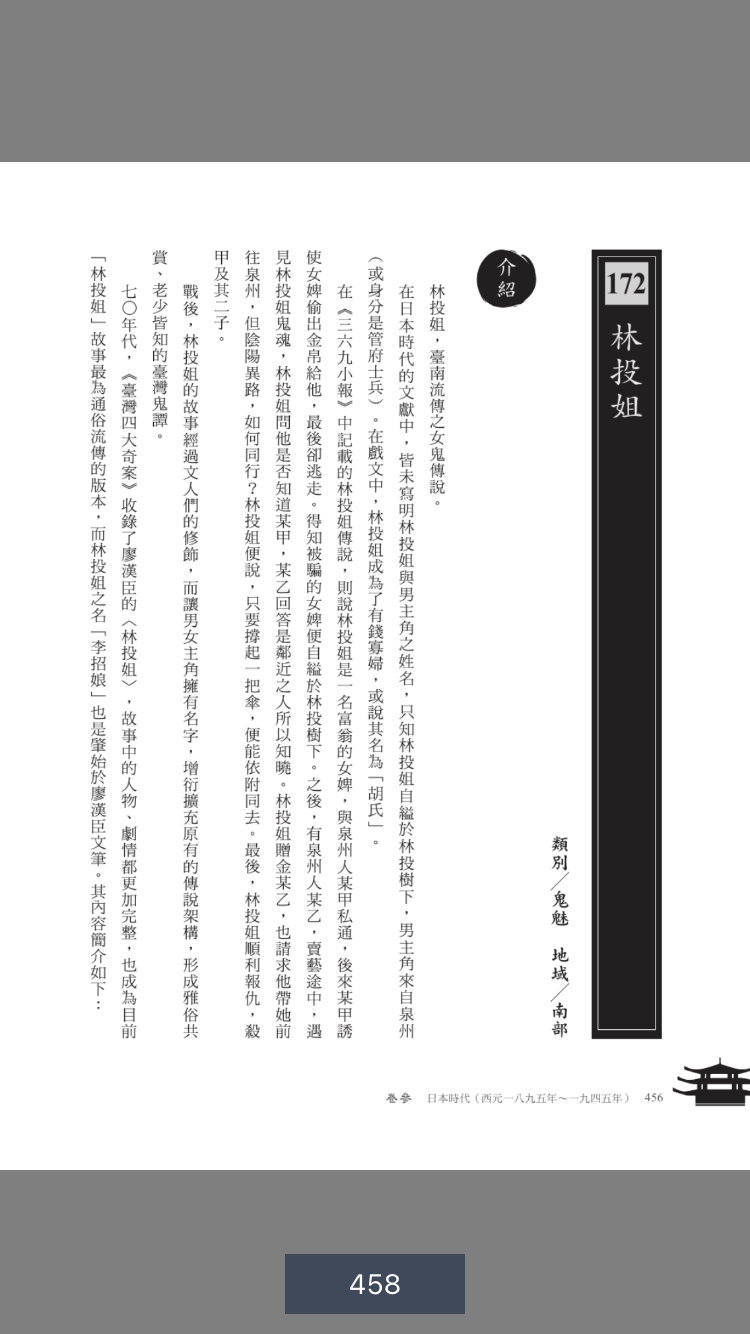 172
林投姐
類別／鬼魅　地域／南部
介紹
林投姐，臺南流傳之女鬼傳說。
在日本時代的文獻中，皆未寫明林投姐與男主角之姓名，只知林投姐自縊於林投樹下，男主角來自泉州
（或身分是管府士兵）。在戲文中，林投姐成為了有錢寡婦，或說其名為「胡氏」。
在《三六九小報》中記載的林投姐傳說，則說林投姐是一名富翁的女婢，與泉州人某甲私通，後來某甲誘
使女婢偷出金帛給他，最後卻逃走。得知被騙的女婢便自縊於林投樹下。之後，有泉州人某乙，賣藝途中，遇
見林投姐鬼魂，林投姐問他是否知道某甲，某乙回答是鄰近之人所以知曉。林投姐贈金某乙，也請求他帶她前
往泉州，但陰陽異路，如何同行？林投姐便說，只要撐起一把傘，便能依附同去。最後，林投姐順利報仇，殺
甲及其二子。
戰後，林投姐的故事經過文人們的修飾，而讓男女主角擁有名字，增衍擴充原有的傳說架構，形成雅俗共
賞、老少皆知的臺灣鬼譚。
七〇年代，《臺灣四大奇案》收錄了廖漢臣的〈林投姐〉，故事中的人物、劇情都更加完整，也成為目前
「林投姐」故事最為通俗流傳的版本，而林投姐之名「李招娘」也是肇始於廖漢臣文筆。其內容簡介如下：
卷參　日本時代（西元一八九五年～一九四五年）　456
458